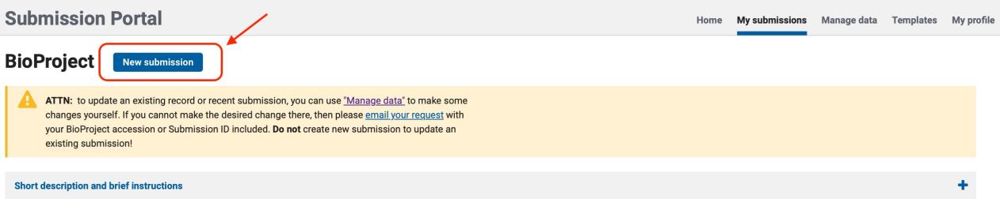 Submission Portal
Home My submissions Manage data Templates My profile
BioProject New submission
ATTN: to update an existing record or recent submission, you can use "Manage data" to make some
changes yourself. If you cannot make the desired change there, then please email your request with
your BioProject accession or Submission ID included. Do not create new submission to update an
existing submission!
Short description and brief instructions